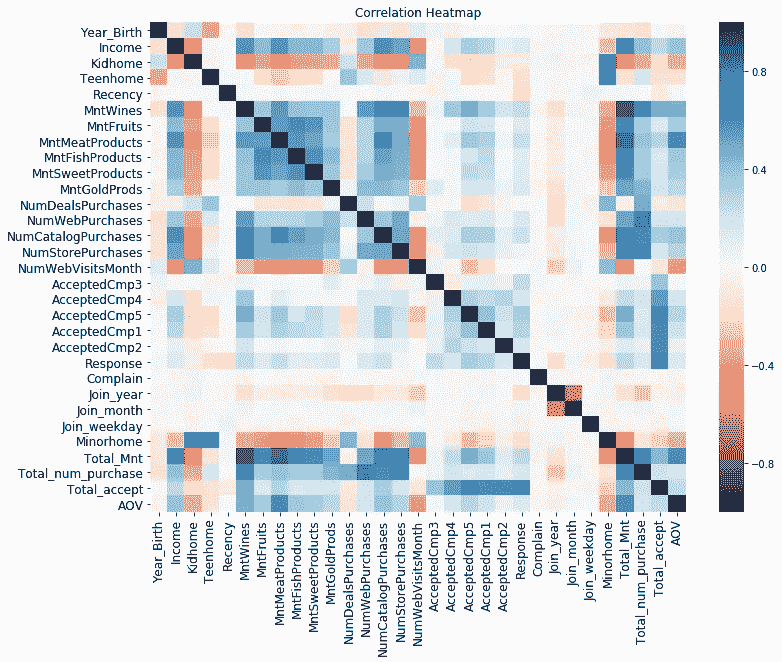 Correlation Heatmap
Year_Birth
Income
Kidhome
Teenhome
Recency
MntWines
MntFruits
MntMeatProducts
MntFishProducts
MntSweetProducts
MntGoldProds
NumDealsPurchases
NumWebPurchases
NumCatalogPurchases
NumStorePurchases
NumWebVisitsMonth
AcceptedCmp3
AcceptedCmp4
AcceptedCmp5
AcceptedCmp1
AcceptedCmp2
Response
Complain
Join_year
Join_month
Join_weekday
Minorhome
Total_Mnt
Total_num_purchase
Total_accept
AOV
Year_Birth
Income
Kidhome
Teenhome
Recency
MntWines
MntFruits
MntMeatProducts
MntFishProducts
MntSweetProducts
MntGoldProds
NumDealsPurchases
NumWebPurchases
NumCatalogPurchases
NumStorePurchases
NumWebVisitsMonth
AcceptedCmp3
AcceptedCmp4
AcceptedCmp5
AcceptedCmp1
AcceptedCmp2
Response
Complain
Join_year
Join_month
Join_weekday
Minorhome
Total_Mnt
Total_num_purchase
Total_accept
AOV
0.8
0.4
0.0
−0.4
−0.8